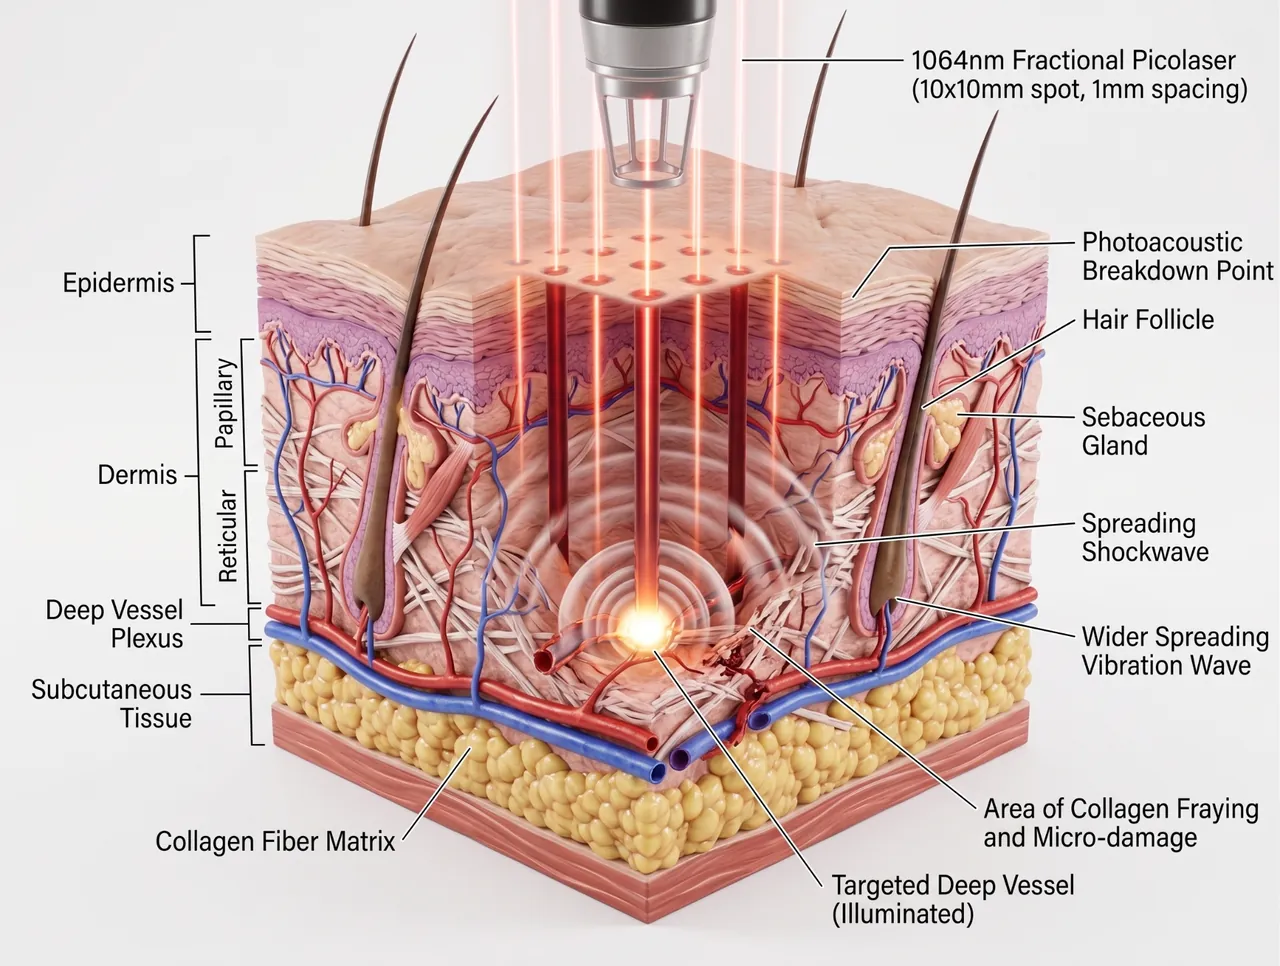 1064nm Fractional Picolaser
(10x10mm spot, 1mm spacing)
Epidermis
Dermis
Papillary
Reticular
Deep Vessel
Plexus
Subcutaneous
Tissue
Collagen Fiber Matrix
Photoacoustic
Breakdown Point
Hair Follicle
Sebaceous
Gland
Spreading
Shockwave
Wider Spreading
Vibration Wave
Area of Collagen Fraying
and Micro-damage
Targeted Deep Vessel
(Illuminated)